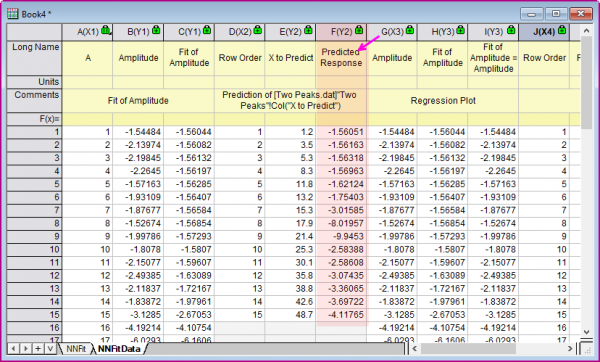 Book4 *
A(X1) B(Y1) C(Y1) D(X2) E(Y2) F(Y2) G(X3) H(Y3) I(Y3) J(X4)
Long Name A Amplitude Fit of Amplitude Row Order X to Predict Predicted Response Amplitude Fit of Amplitude Fit of Amplitude = Amplitude Row Order
Units
Comments Fit of Amplitude Prediction of [Two Peaks.dat]"Two Peaks"!Col("X to Predict") Regression Plot
F(x)=
1 1 -1.54484 -1.56044 1 1.2 -1.56051 -1.54484 -1.56044 -1.54484 1
2 2 -2.13974 -1.56082 2 3.5 -1.56163 -2.13974 -1.56082 -2.13974 2
3 3 -2.19845 -1.56132 3 5.3 -1.56318 -2.19845 -1.56132 -2.19845 3
4 4 -2.2645 -1.56197 4 8.3 -1.56963 -2.2645 -1.56197 -2.2645 4
5 5 -1.57163 -1.56285 5 11.8 -1.62124 -1.57163 -1.56285 -1.57163 5
6 6 -1.93109 -1.56407 6 13.2 -1.75403 -1.93109 -1.56407 -1.93109 6
7 7 -1.87677 -1.56584 7 15.3 -3.01585 -1.87677 -1.56584 -1.87677 7
8 8 -1.52676 -1.56854 8 17.9 -8.01957 -1.52676 -1.56854 -1.52676 8
9 9 -1.99786 -1.57293 9 21.4 -9.9453 -1.99786 -1.57293 -1.99786 9
10 10 -1.8078 -1.5807 10 25.3 -2.58388 -1.8078 -1.5807 -1.8078 10
11 11 -2.15077 -1.59607 11 30.1 -2.58608 -2.15077 -1.59607 -2.15077 11
12 12 -2.49385 -1.63089 12 35.8 -3.07435 -2.49385 -1.63089 -2.49385 12
13 13 -2.11837 -1.72167 13 38.8 -3.36065 -2.11837 -1.72167 -2.11837 13
14 14 -1.83872 -1.97961 14 42.6 -3.69722 -1.83872 -1.97961 -1.83872 14
15 15 -3.1285 -2.67053 15 48.7 -4.11765 -3.1285 -2.67053 -3.1285 15
16 16 -4.19214 -4.10754 -4.19214 -4.10754 -4.19214 16
17 17 -6.0293 -6.1606 -6.0293 -6.1606 -6.0293 17
NNFit NNFitData